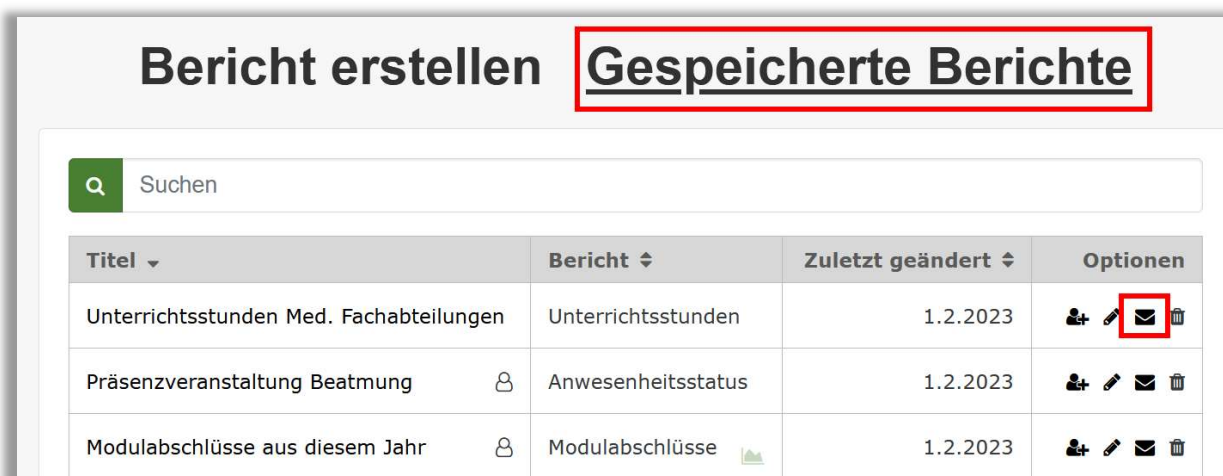 Bericht erstellen Gespeicherte Berichte
Suchen
Titel Bericht Zuletzt geändert Optionen
Unterrichtsstunden Med. Fachabteilungen Unterrichtsstunden 1.2.2023
Präsenzveranstaltung Beatmung Anwesenheitsstatus 1.2.2023
Modulabschlüsse aus diesem Jahr Modulabschlüsse 1.2.2023